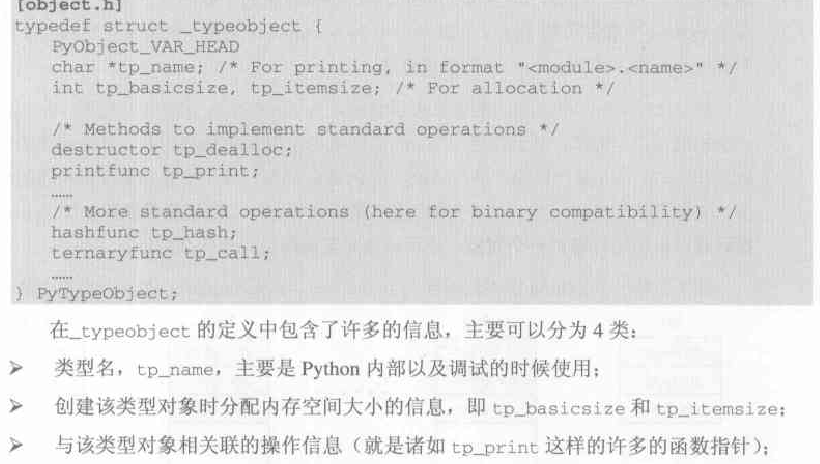 [object.h]
typedef struct _typeobject {
PyObject_VAR_HEAD
char *tp_name; /* For printing, in format "<module>.<name>" */
int tp_basicsize, tp_itemsize; /* For allocation */
/* Methods to implement standard operations */
destructor tp_dealloc;
printfunc tp_print;
……
/* More standard operations (here for binary compatibility) */
hashfunc tp_hash;
ternaryfunc tp_call;
……
} PyTypeObject;
在_typeobject 的定义中包含了许多的信息，主要可以分为 4 类：
➢ 类型名，tp_name，主要是 Python 内部以及调试的时候使用；
➢ 创建该类型对象时分配内存空间大小的信息，即 tp_basicsize 和 tp_itemsize；
➢ 与该类型对象相关联的操作信息（就是诸如 tp_print 这样的许多的函数指针）；